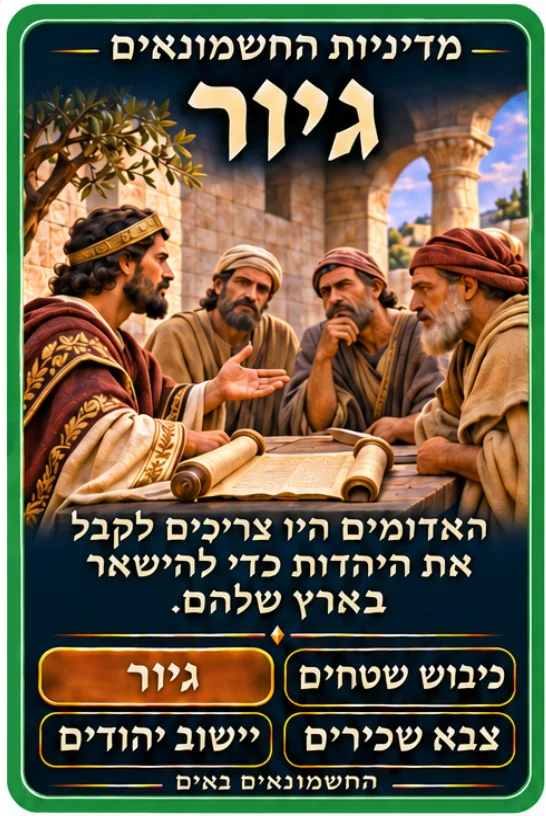 מדיניות החשמונאים
גיור
האדומים היו צריכים לקבל
את היהדות כדי להישאר
בארץ שלהם.
כיבוש שטחים
גיור
צבא שכירים
יישוב יהודים
החשמונאים באים